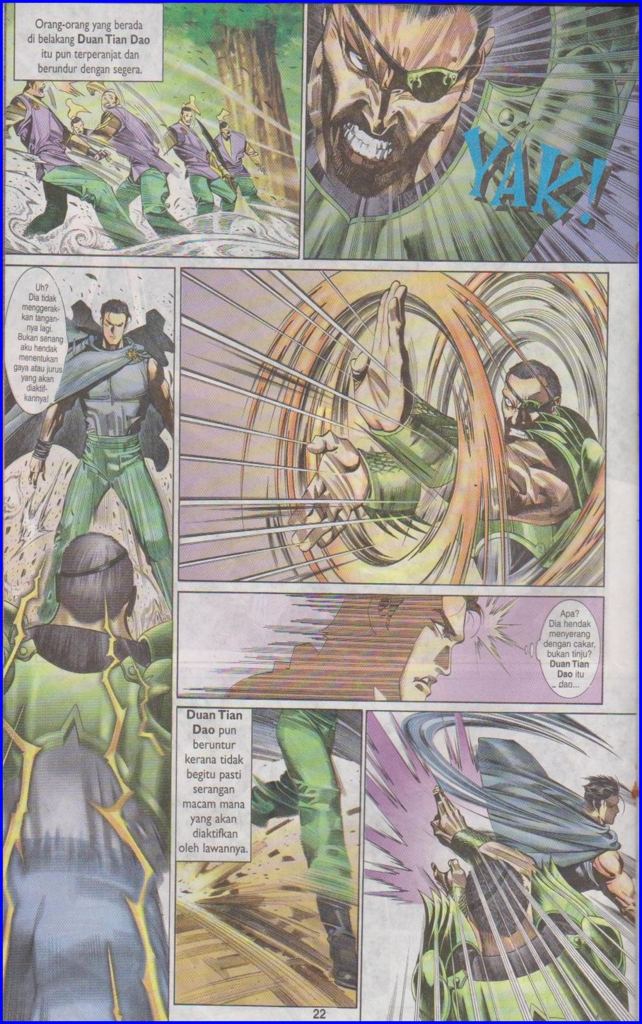 Orang-orang yang berada
di belakang Duan Tian Dao
itu pun terperanjat dan
berundur dengan segera.
YAK!
Uh?
Dia tidak
menggerak-
kan tangan-
nya lagi.
Bukan senang
aku hendak
menentukan
gaya atau jurus
yang akan
diaktif-
kannya!
Apa?
Dia hendak
menyerang
dengan cakar,
bukan tinju?
Duan Tian
Dao itu
... dan...
Duan Tian
Dao pun
beruntur
kerana tidak
begitu pasti
serangan
macam mana
yang akan
diaktifkan
oleh lawannya.
22